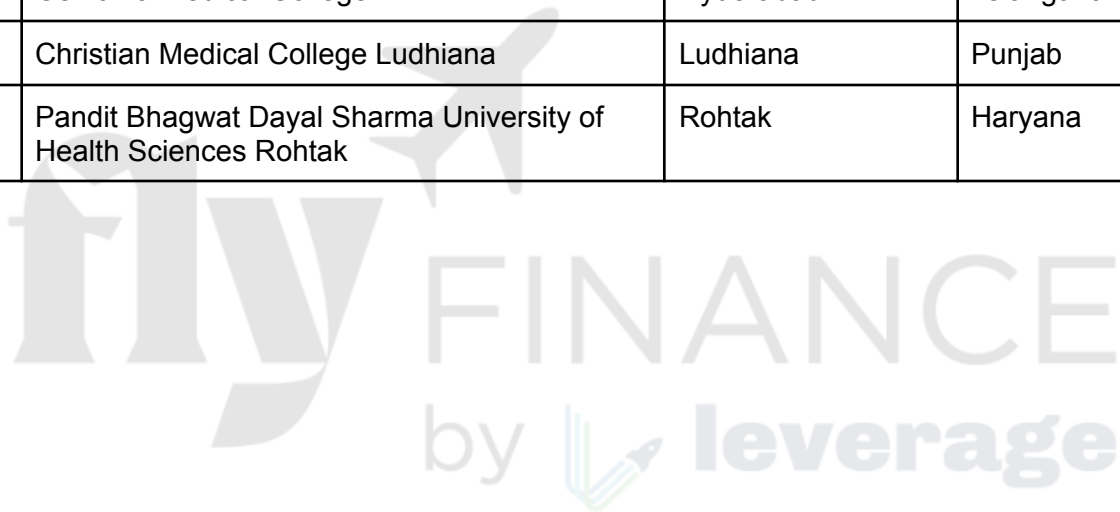 Christian Medical College Ludhiana Ludhiana Punjab
Pandit Bhagwat Dayal Sharma University of Rohtak Haryana
Health Sciences Rohtak
fly
FINANCE
by leverage